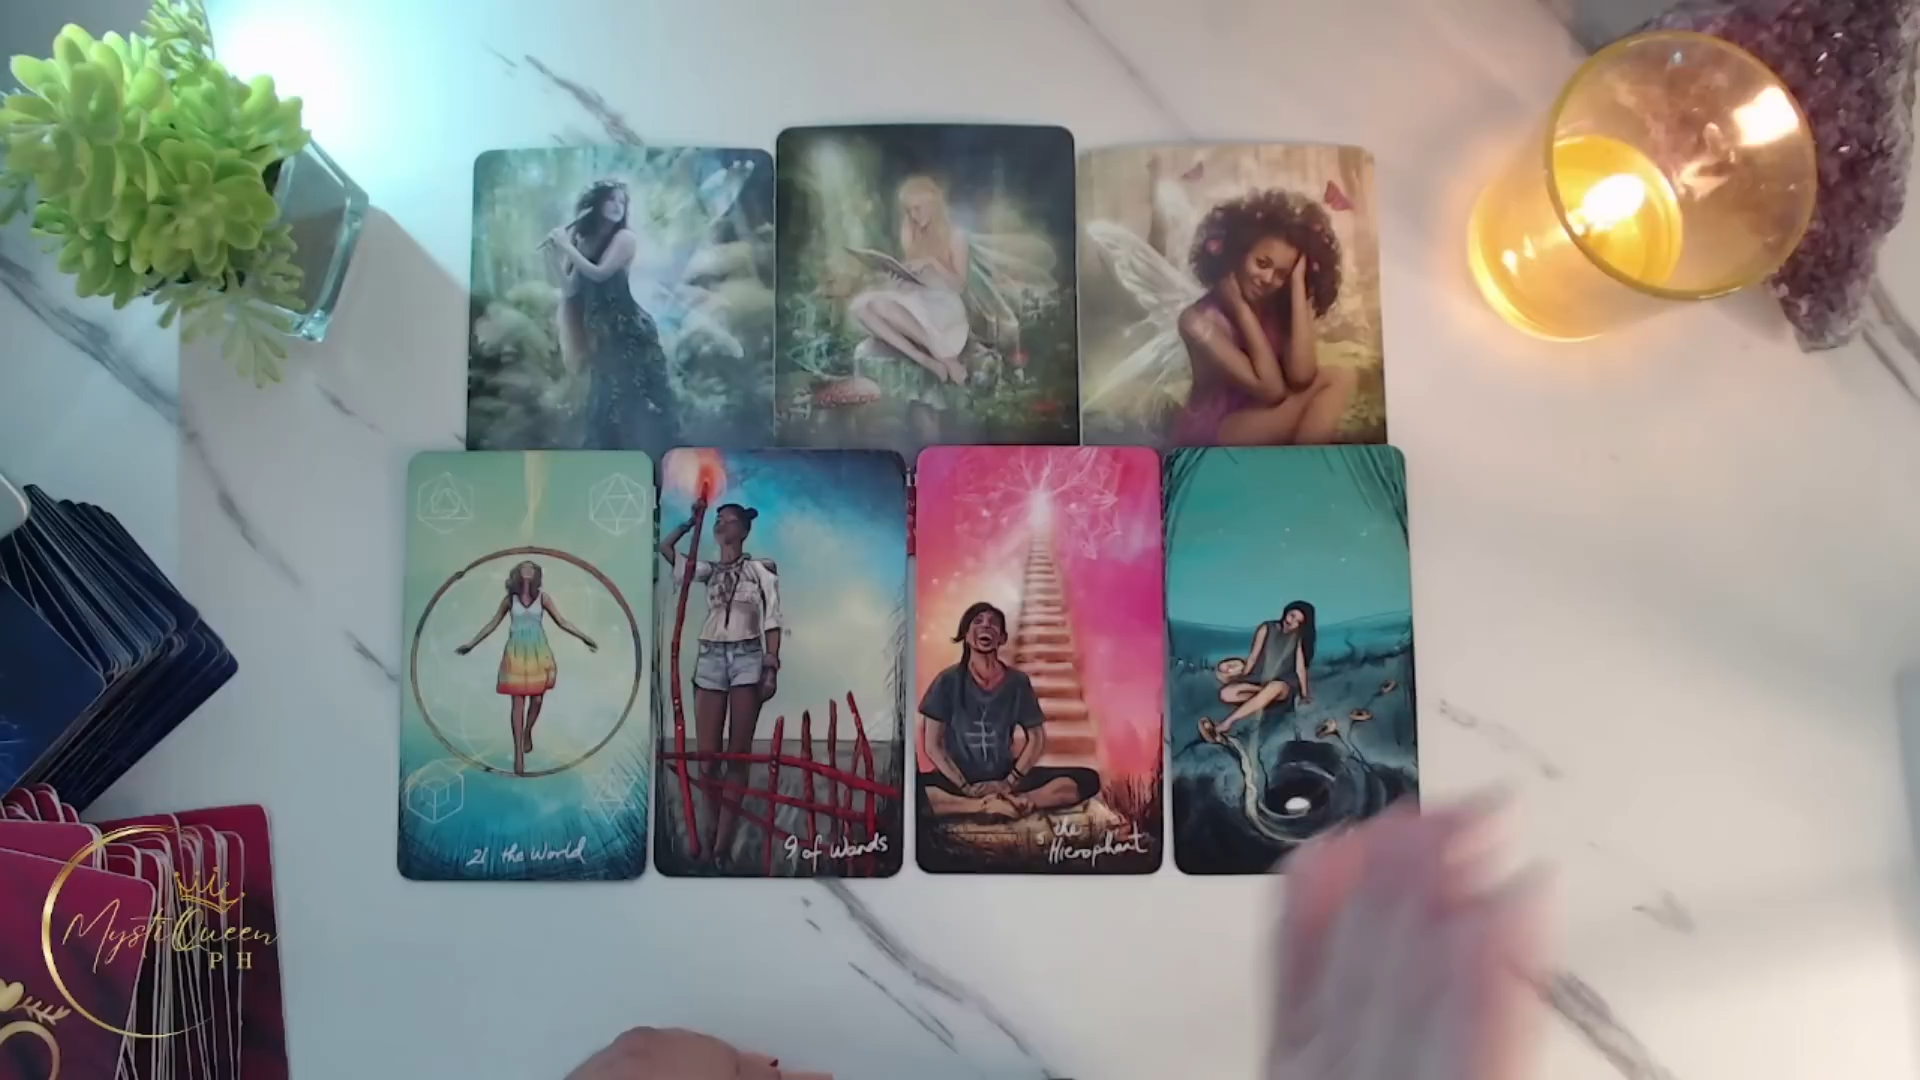 21 the World
9 of Wands
5 the
Hierophant
MystiQueen
PH